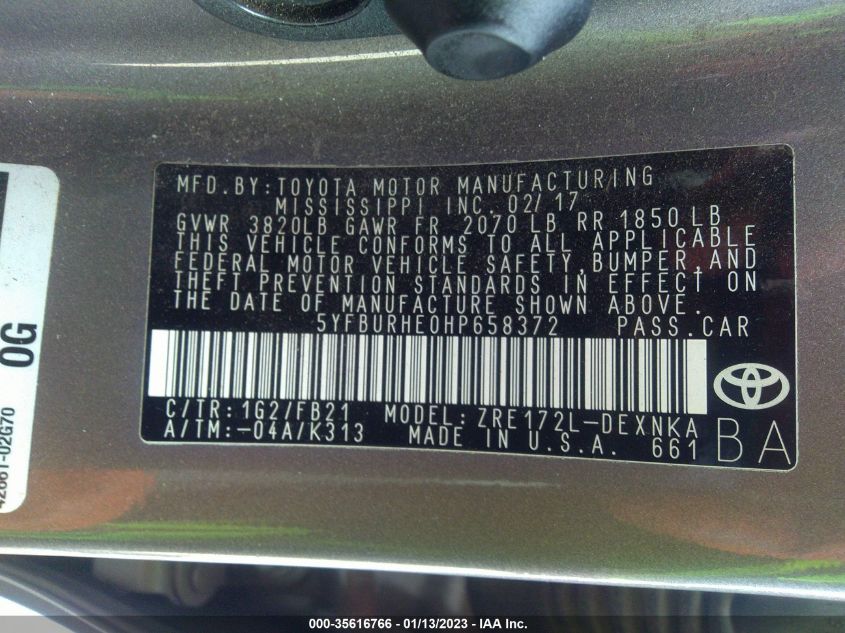 MFD.BY:TOYOTA MOTOR MANUFACTURING
MISSISSIPPI INC.02/17
GVWR 3820LB GAWR FR 2070 LB RR 1850 LB
THIS VEHICLE CONFORMS TO ALL APPLICABLE
FEDERAL MOTOR VEHICLE SAFETY,BUMPER,AND
THEFT PREVENTION STANDARDS IN EFFECT ON
THE DATE OF MANUFACTURE SHOWN ABOVE.
5YFBURHE0HP658372 PASS.CAR
C/TR:1G2/FB21 MODEL:ZRE172L-DEXNKA
A/TM:-04A/K313 MADE IN U.S.A. 661
BA
0G
42661-02G70
000-35616766 - 01/13/2023 - IAA Inc.